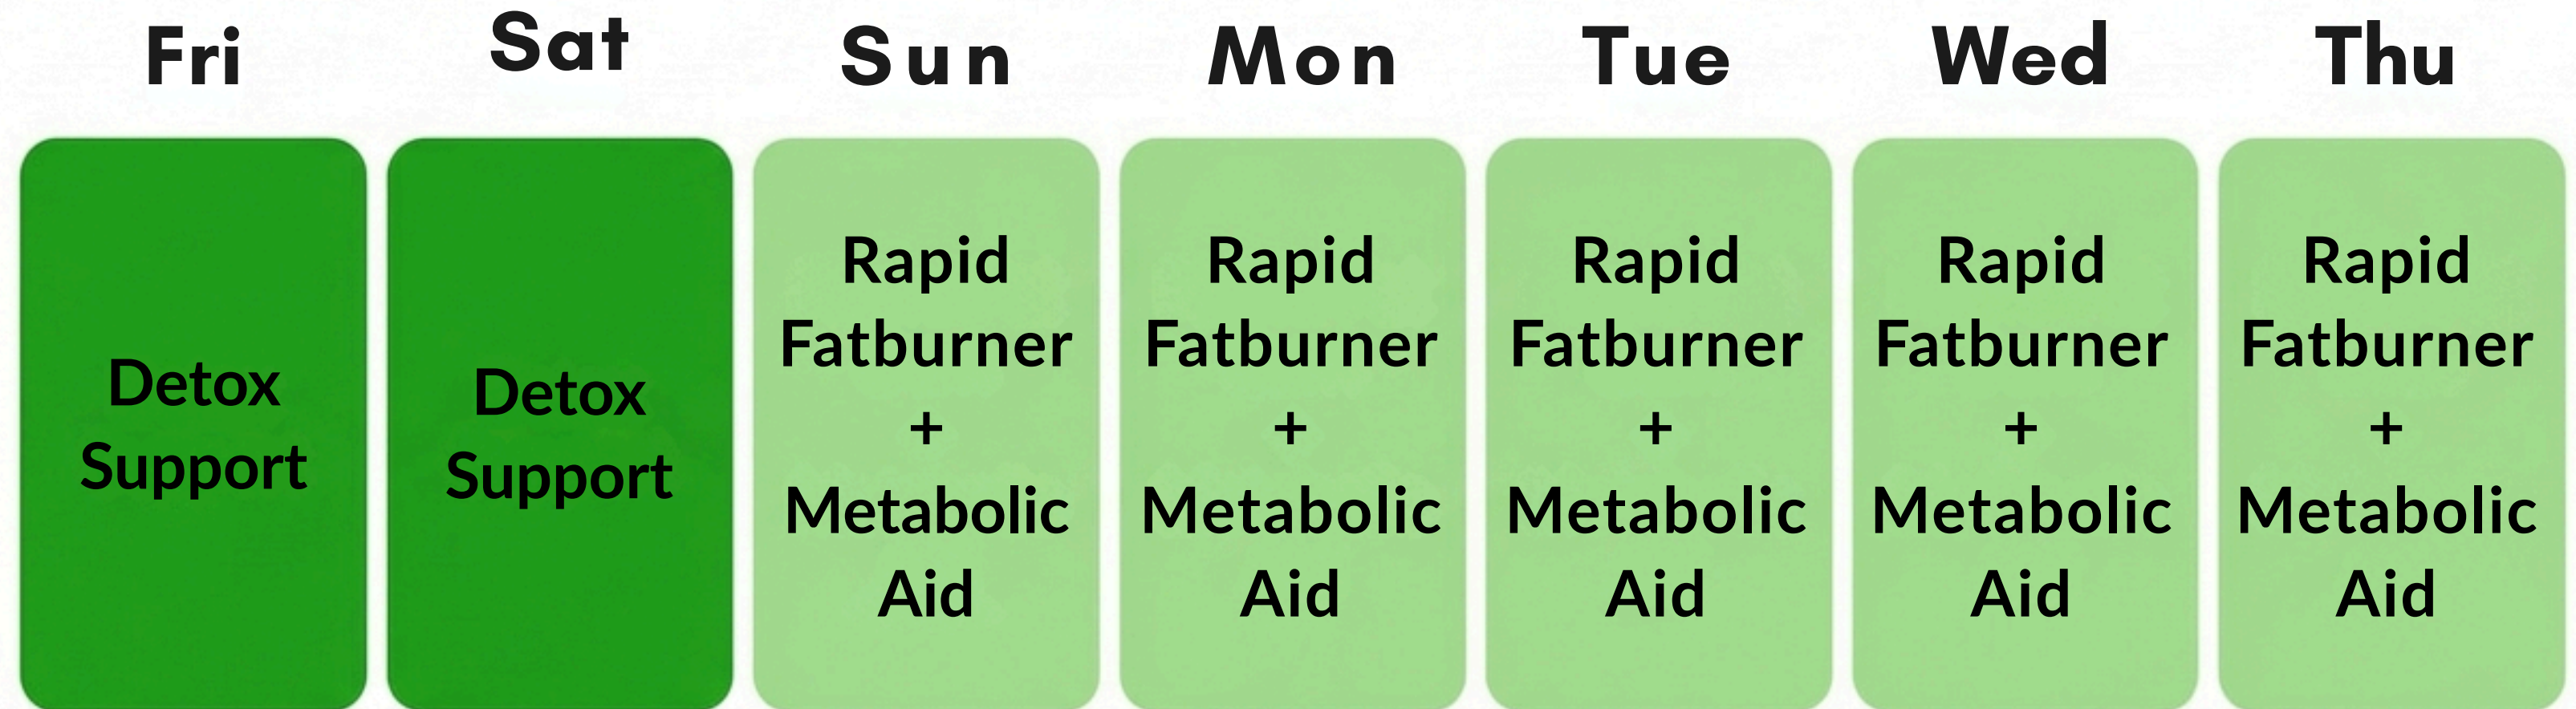 Fri
Sat
Sun
Mon
Tue
Wed
Thu
Detox
Support
Detox
Support
Rapid
Fatburner
+
Metabolic
Aid
Rapid
Fatburner
+
Metabolic
Aid
Rapid
Fatburner
+
Metabolic
Aid
Rapid
Fatburner
+
Metabolic
Aid
Rapid
Fatburner
+
Metabolic
Aid